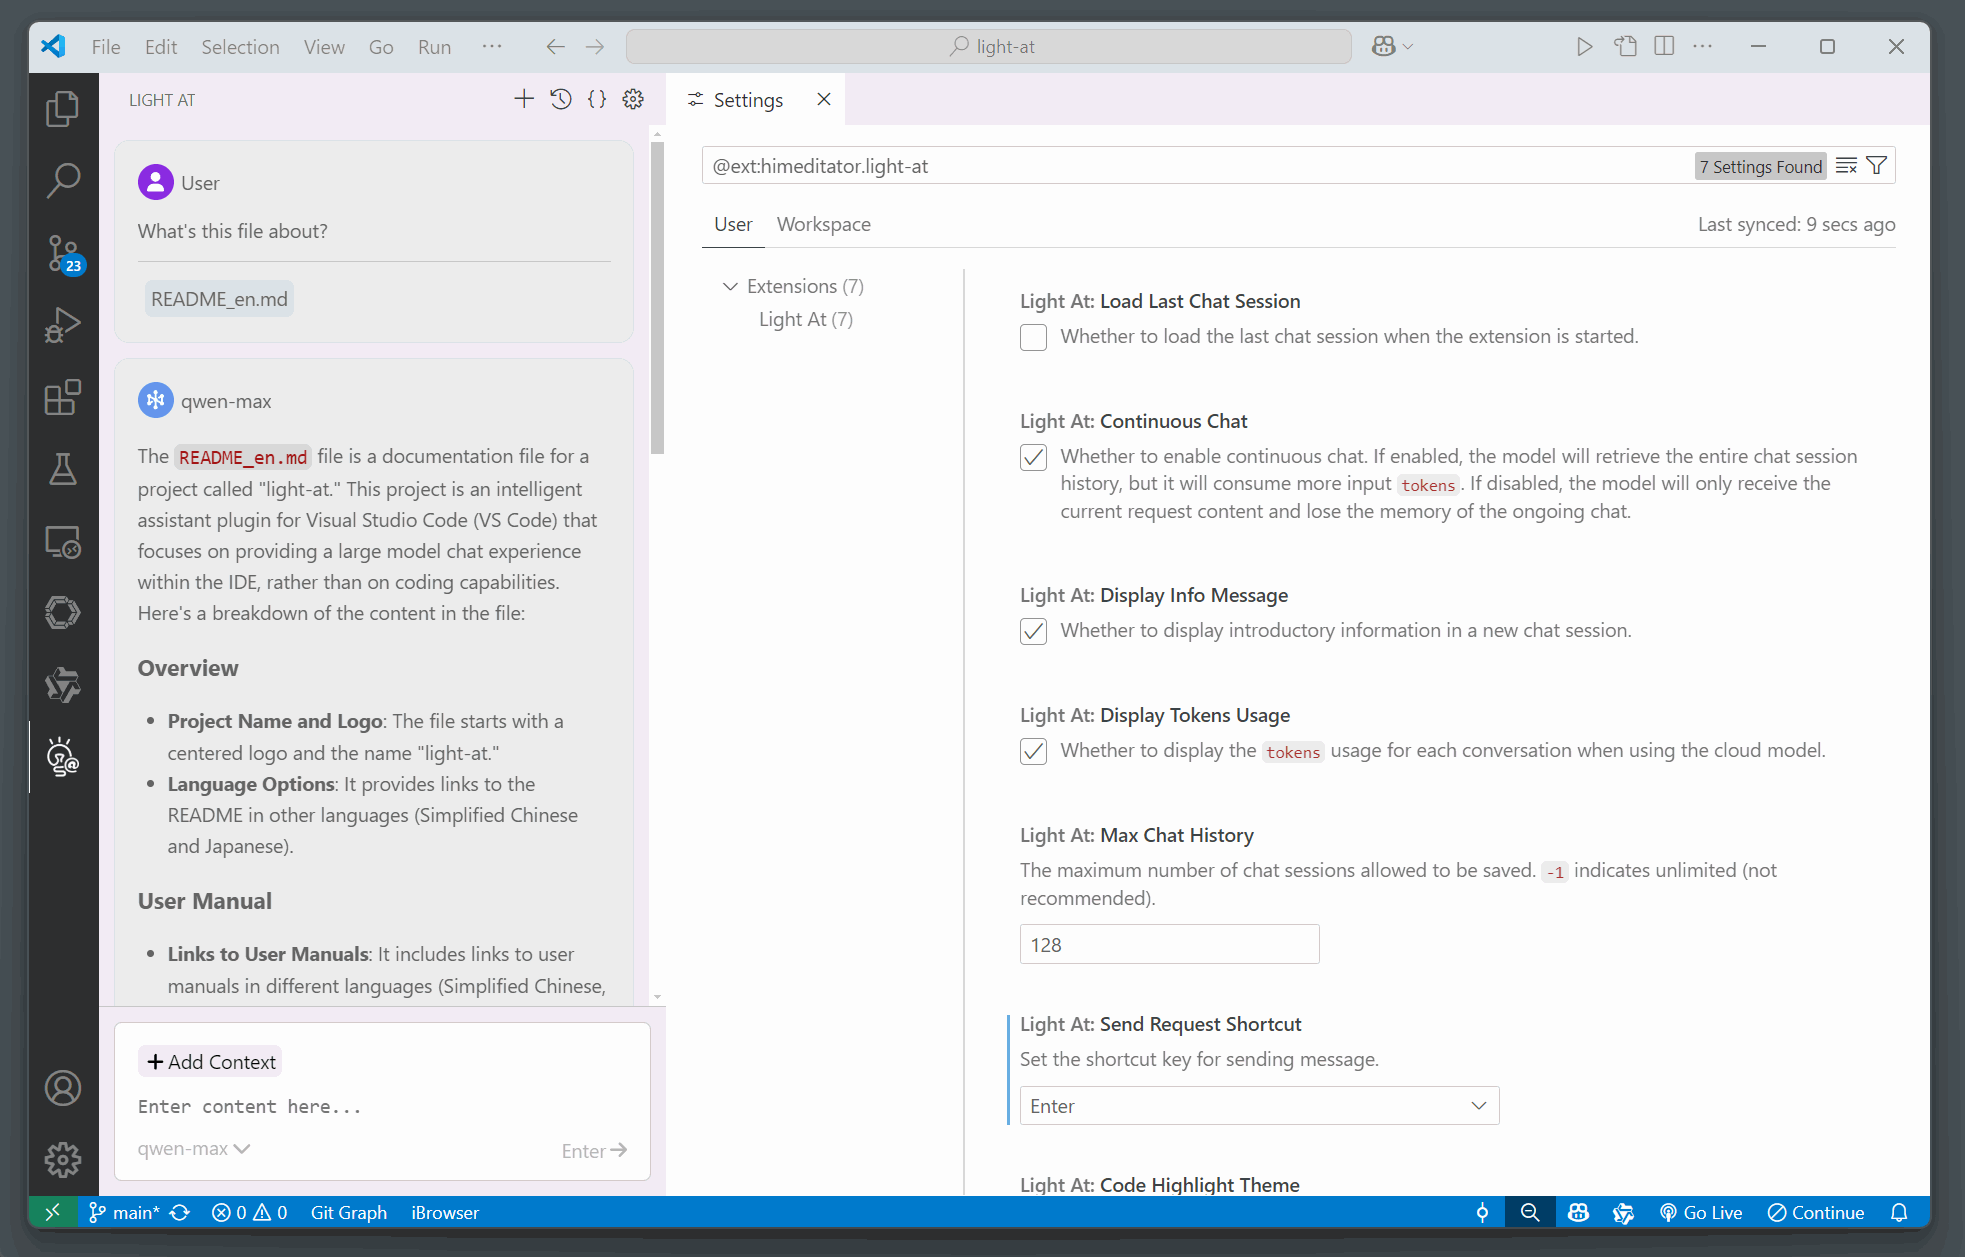 File Edit Selection View Go Run ··· light-at
LIGHT AT
User
What's this file about?
README_en.md
qwen-max
The README_en.md file is a documentation file for a
project called "light-at." This project is an intelligent
assistant plugin for Visual Studio Code (VS Code) that
focuses on providing a large model chat experience
within the IDE, rather than on coding capabilities.
Here's a breakdown of the content in the file:
Overview
• Project Name and Logo: The file starts with a
centered logo and the name "light-at."
• Language Options: It provides links to the
README in other languages (Simplified Chinese
and Japanese).
User Manual
• Links to User Manuals: It includes links to user
manuals in different languages (Simplified Chinese,
+ Add Context
Enter content here...
qwen-max
Enter
23
Settings
@ext:himeditator.light-at
7 Settings Found
User Workspace
Last synced: 9 secs ago
Extensions (7)
Light At (7)
Light At: Load Last Chat Session
Whether to load the last chat session when the extension is started.
Light At: Continuous Chat
Whether to enable continuous chat. If enabled, the model will retrieve the entire chat session
history, but it will consume more input tokens. If disabled, the model will only receive the
current request content and lose the memory of the ongoing chat.
Light At: Display Info Message
Whether to display introductory information in a new chat session.
Light At: Display Tokens Usage
Whether to display the tokens usage for each conversation when using the cloud model.
Light At: Max Chat History
The maximum number of chat sessions allowed to be saved. -1 indicates unlimited (not
recommended).
128
Light At: Send Request Shortcut
Set the shortcut key for sending message.
Enter
Light At: Code Highlight Theme
main* 0 0 Git Graph iBrowser Go Live Continue